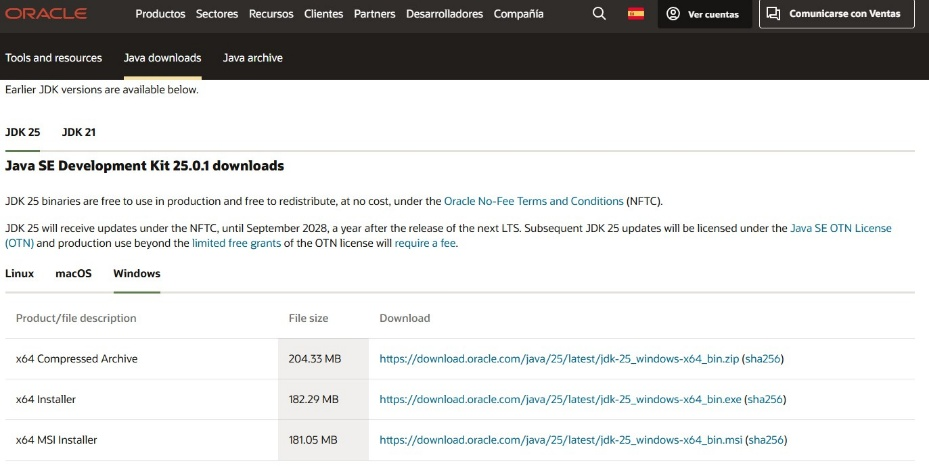 ORACLE Productos Sectores Recursos Clientes Partners Desarrolladores Compañía Ver cuentas Comunicarse con Ventas
Tools and resources Java downloads Java archive
Earlier JDK versions are available below.
JDK 25 JDK 21
Java SE Development Kit 25.0.1 downloads
JDK 25 binaries are free to use in production and free to redistribute, at no cost, under the Oracle No-Fee Terms and Conditions (NFTC).
JDK 25 will receive updates under the NFTC, until September 2028, a year after the release of the next LTS. Subsequent JDK 25 updates will be licensed under the Java SE OTN License
(OTN) and production use beyond the limited free grants of the OTN license will require a fee.
Linux macOS Windows
Product/file description File size Download
x64 Compressed Archive 204.33 MB https://download.oracle.com/java/25/latest/jdk-25_windows-x64_bin.zip (sha256)
x64 Installer 182.29 MB https://download.oracle.com/java/25/latest/jdk-25_windows-x64_bin.exe (sha256)
x64 MSI Installer 181.05 MB https://download.oracle.com/java/25/latest/jdk-25_windows-x64_bin.msi (sha256)